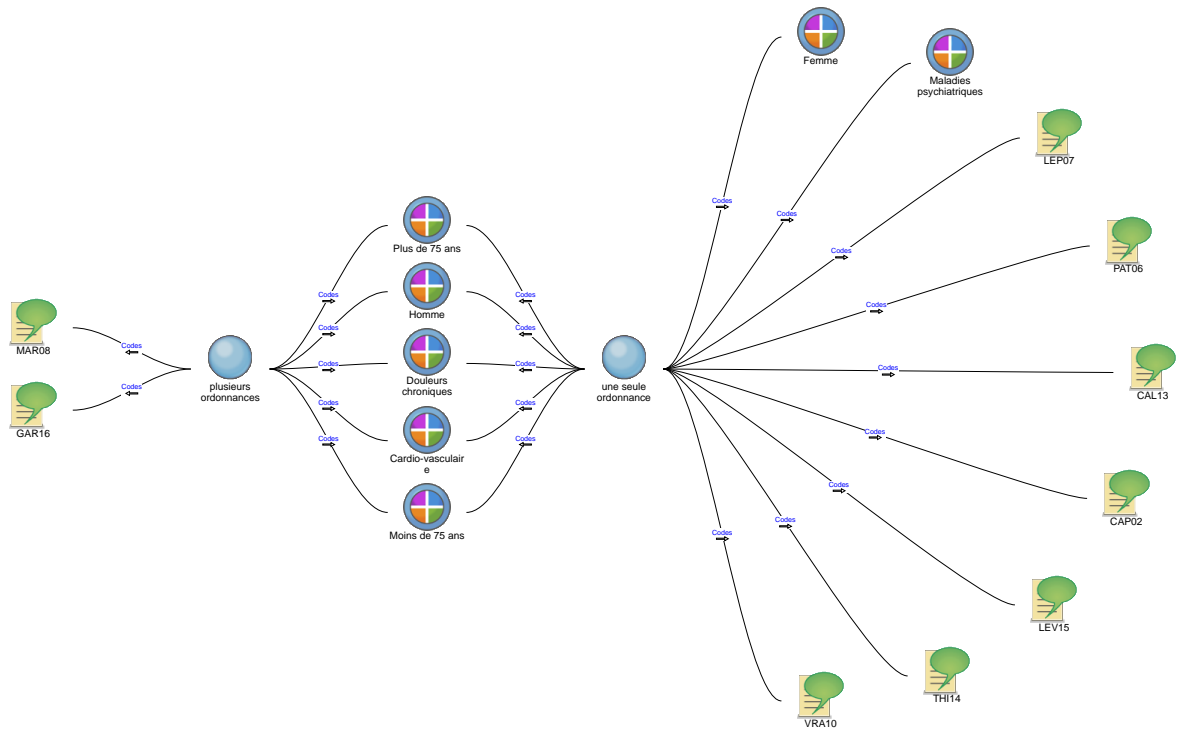 Femme
Maladies
psychiatriques
LEP07
Codes
Codes
Plus de 75 ans
PAT06
Codes
Codes
Codes
Codes
Homme
Codes
Codes
Codes
MAR08
Codes
Codes
Codes
Codes
Douleurs
chroniques
plusieurs
ordonnances
une seule
ordonnance
CAL13
Codes
Codes
Codes
GAR16
Codes
Codes
Codes
Cardio-vasculair
e
Codes
CAP02
Codes
Codes
Moins de 75 ans
LEV15
THI14
VRA10